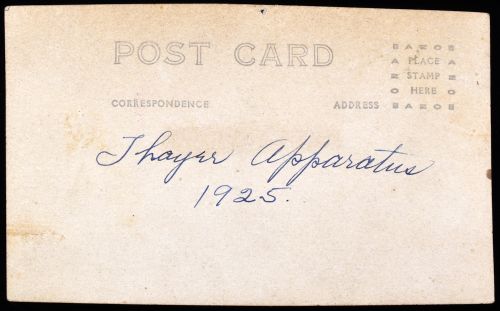 POST CARD
CORRESPONDENCE
ADDRESS
PLACE
STAMP
HERE
Thayer Apparatus
1925.